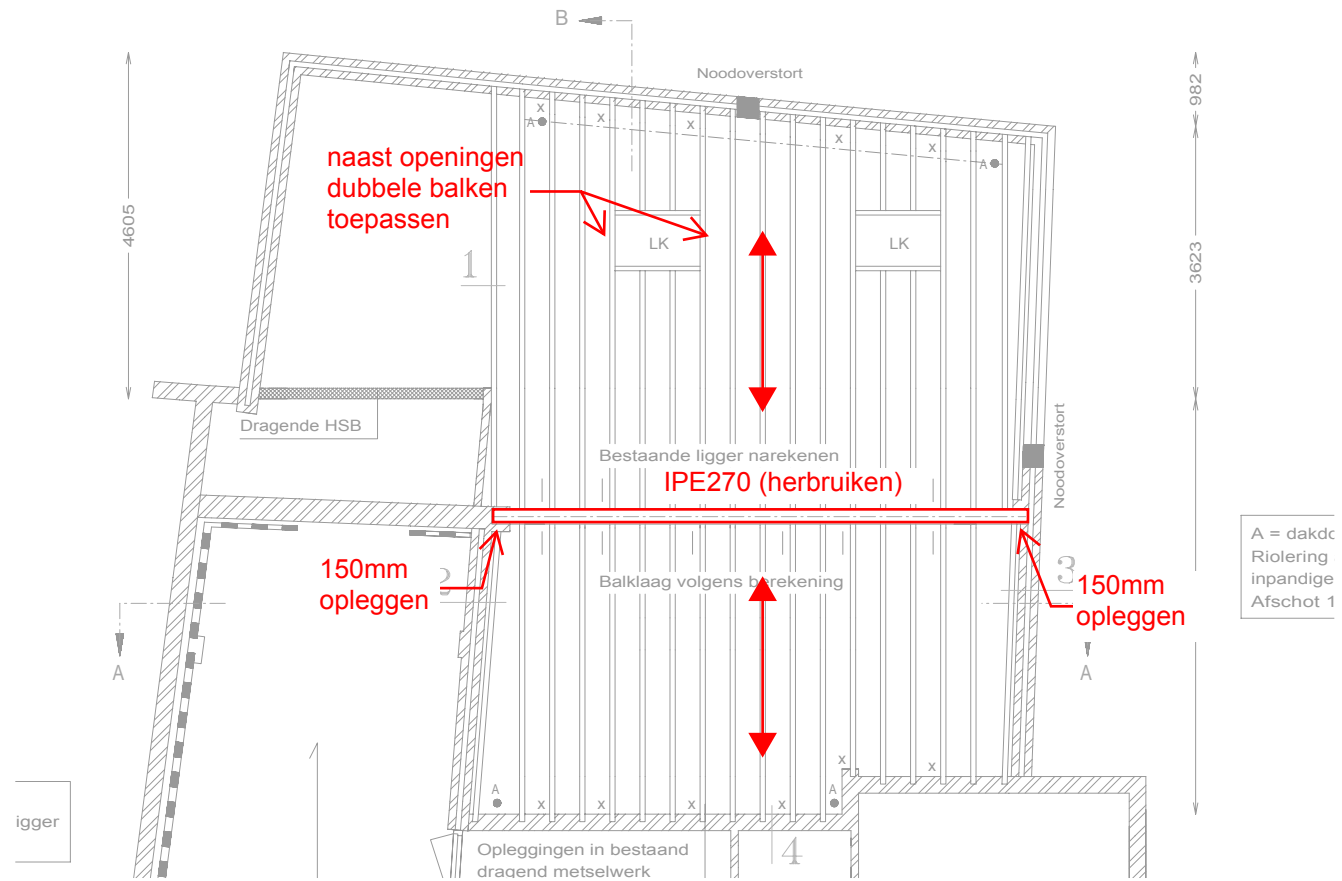 B
Noodoverstort
982
x
A
x
x
x
x
A
naast openingen
dubbele balken
toepassen
4605
LK
LK
3623
1
Dragende HSB
Bestaande ligger narekenen
IPE270 (herbruiken)
Noodoverstort
150mm
opleggen
2
Balklaag volgens berekening
3
150mm
opleggen
Riolering
inpandige
Afschot 1
A
A
x
x
A
x
x
x
x
A
igger
Opleggingen in bestaand
dragend metselwerk
4